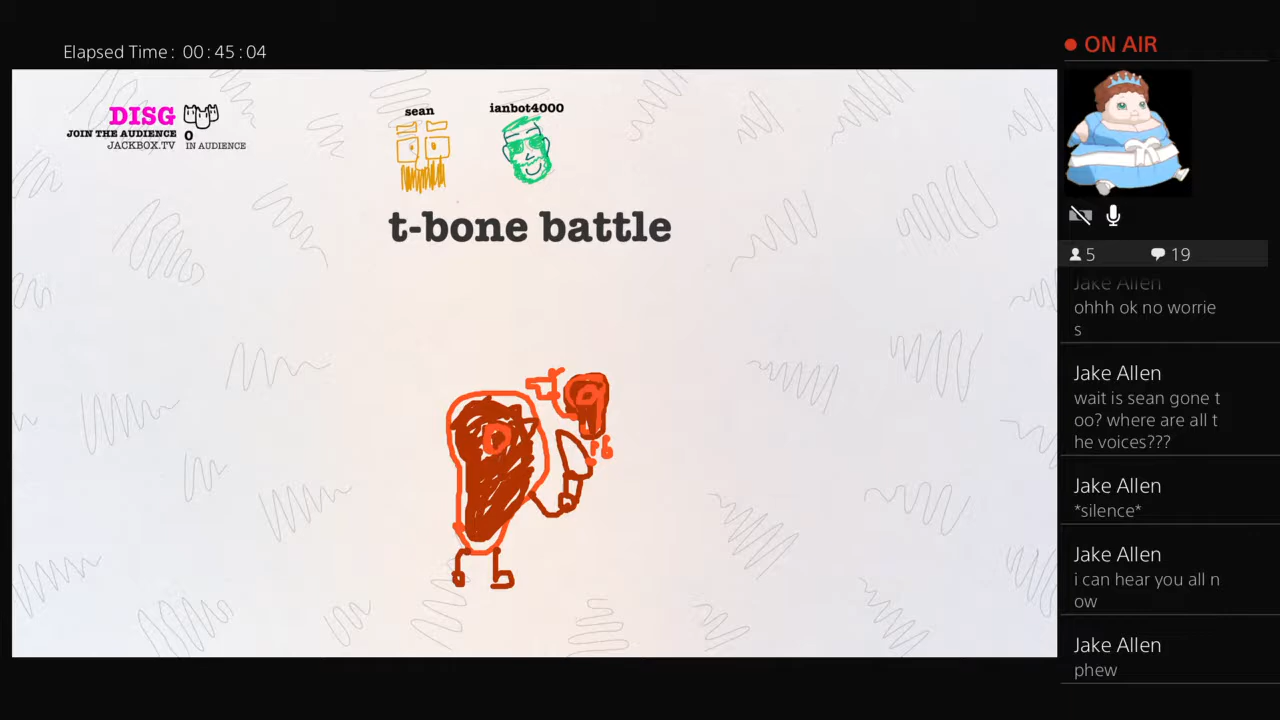 Elapsed Time: 00:45:04
ON AIR
DISG
JOIN THE AUDIENCE
JACKBOX.TV
0
IN AUDIENCE
sean
ianbot4000
t-bone battle
5 19
Jake Allen
ohhh ok no worrie
s
Jake Allen
wait is sean gone t
oo? where are all t
he voices???
Jake Allen
*silence*
Jake Allen
i can hear you all n
ow
Jake Allen
phew